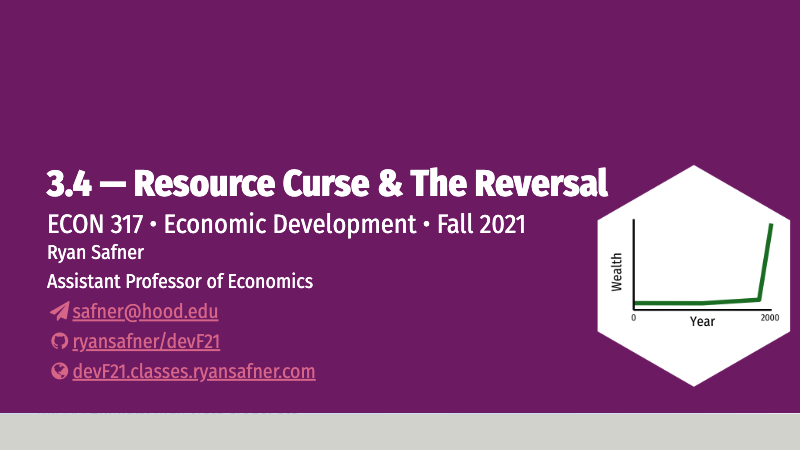 3.4 — Resource Curse & The Reversal
ECON 317 • Economic Development • Fall 2021
Ryan Safner
Assistant Professor of Economics
safner@hood.edu
ryansafner/devF21
devF21.classes.ryansafner.com
Wealth
0
2000
Year